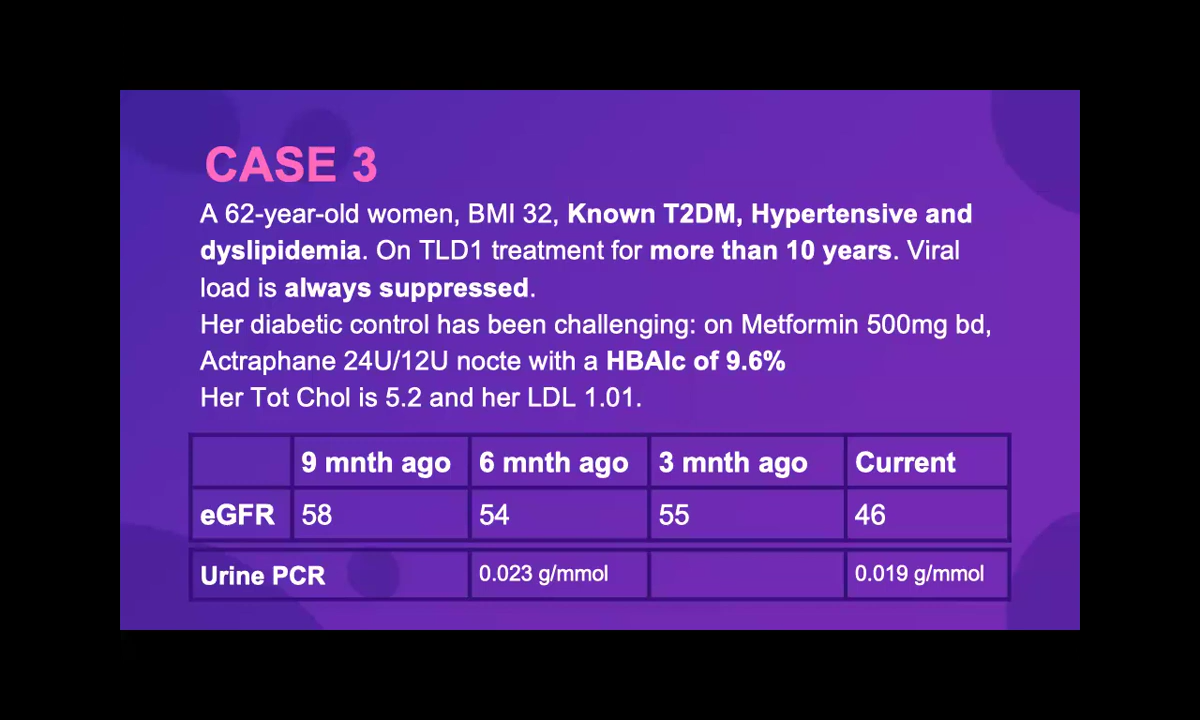 CASE 3
A 62-year-old women, BMI 32, Known T2DM, Hypertensive and
dyslipidemia. On TLD1 treatment for more than 10 years. Viral
load is always suppressed.
Her diabetic control has been challenging: on Metformin 500mg bd,
Actraphane 24U/12U nocte with a HBAIc of 9.6%
Her Tot Chol is 5.2 and her LDL 1.01.
9 mnth ago 6 mnth ago 3 mnth ago Current
eGFR 58 54 55 46
Urine PCR 0.023 g/mmol 0.019 g/mmol